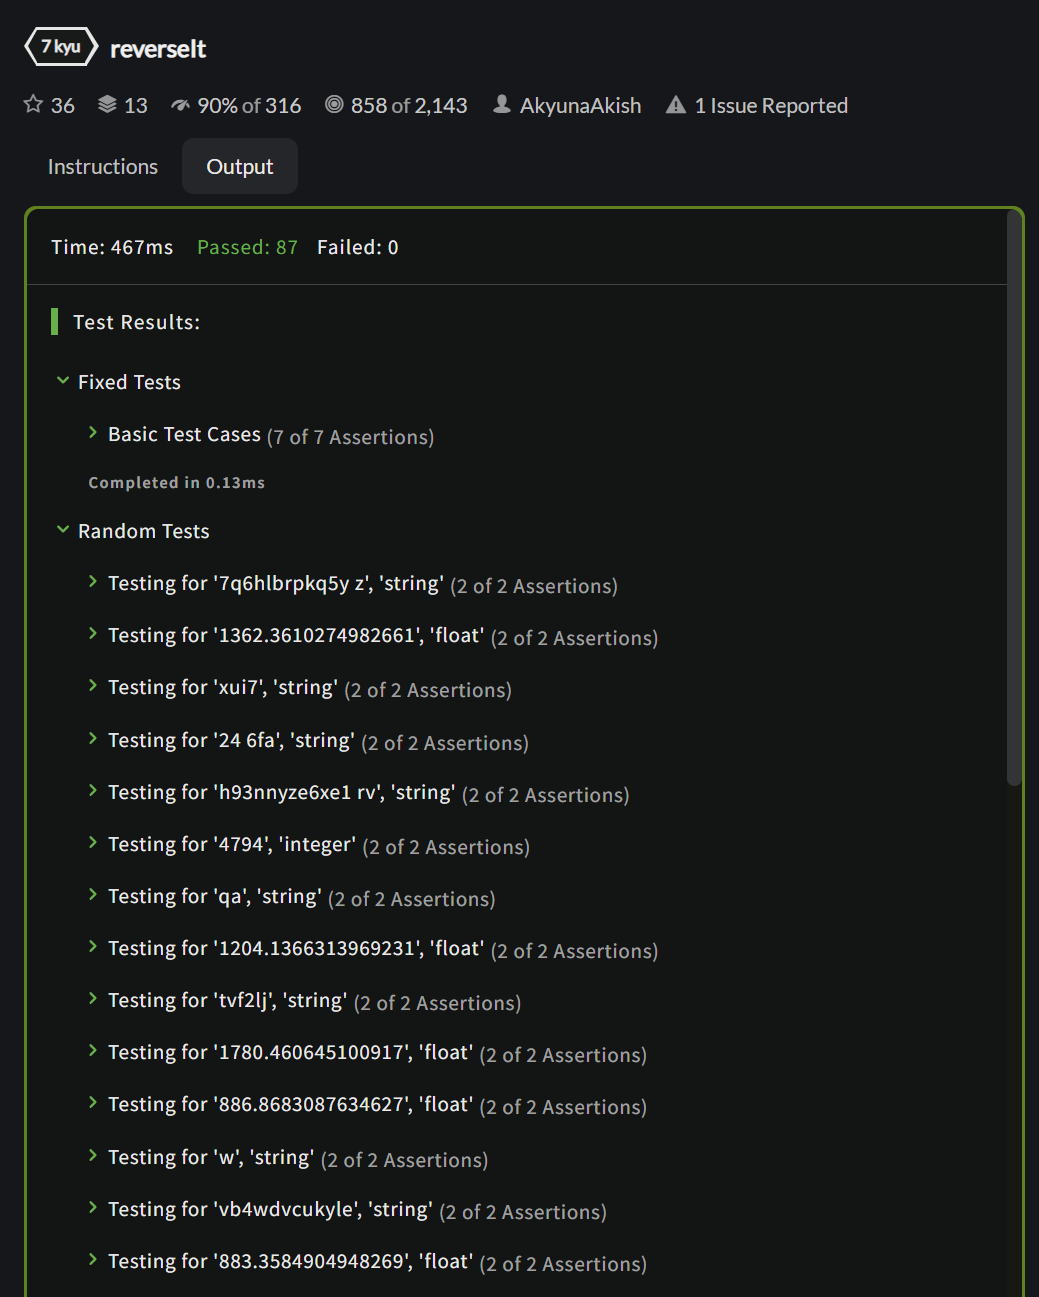 7 kyu reverseIt
36 13 90% of 316 858 of 2,143 AkyunaAkish 1 Issue Reported
Instructions Output
Time: 467ms Passed: 87 Failed: 0
Test Results:
Fixed Tests
Basic Test Cases (7 of 7 Assertions)
Completed in 0.13ms
Random Tests
Testing for '7q6hlbrpkq5y z', 'string' (2 of 2 Assertions)
Testing for '1362.3610274982661', 'float' (2 of 2 Assertions)
Testing for 'xui7', 'string' (2 of 2 Assertions)
Testing for '24 6fa', 'string' (2 of 2 Assertions)
Testing for 'h93nnyze6xe1 rv', 'string' (2 of 2 Assertions)
Testing for '4794', 'integer' (2 of 2 Assertions)
Testing for 'qa', 'string' (2 of 2 Assertions)
Testing for '1204.1366313969231', 'float' (2 of 2 Assertions)
Testing for 'tvf2lj', 'string' (2 of 2 Assertions)
Testing for '1780.460645100917', 'float' (2 of 2 Assertions)
Testing for '886.8683087634627', 'float' (2 of 2 Assertions)
Testing for 'w', 'string' (2 of 2 Assertions)
Testing for 'vb4wdvcukyle', 'string' (2 of 2 Assertions)
Testing for '883.3584904948269', 'float' (2 of 2 Assertions)